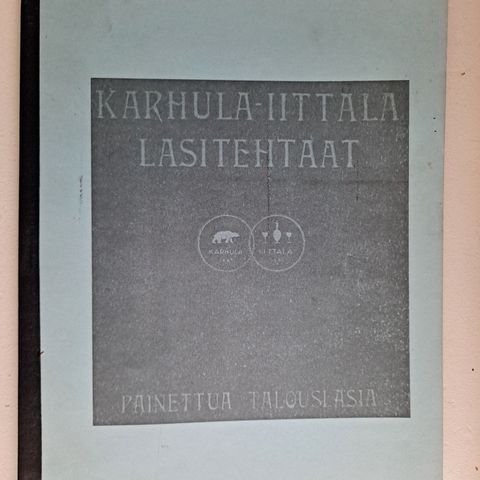 KARHULA-IITTALA
LASITEHTAAT
KARHULA IITTALA
PAINETTUA TALOUSLASIA